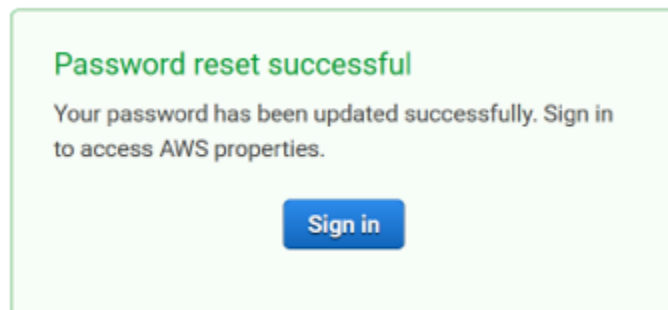 Password reset successful
Your password has been updated successfully. Sign in
to access AWS properties.
Sign in